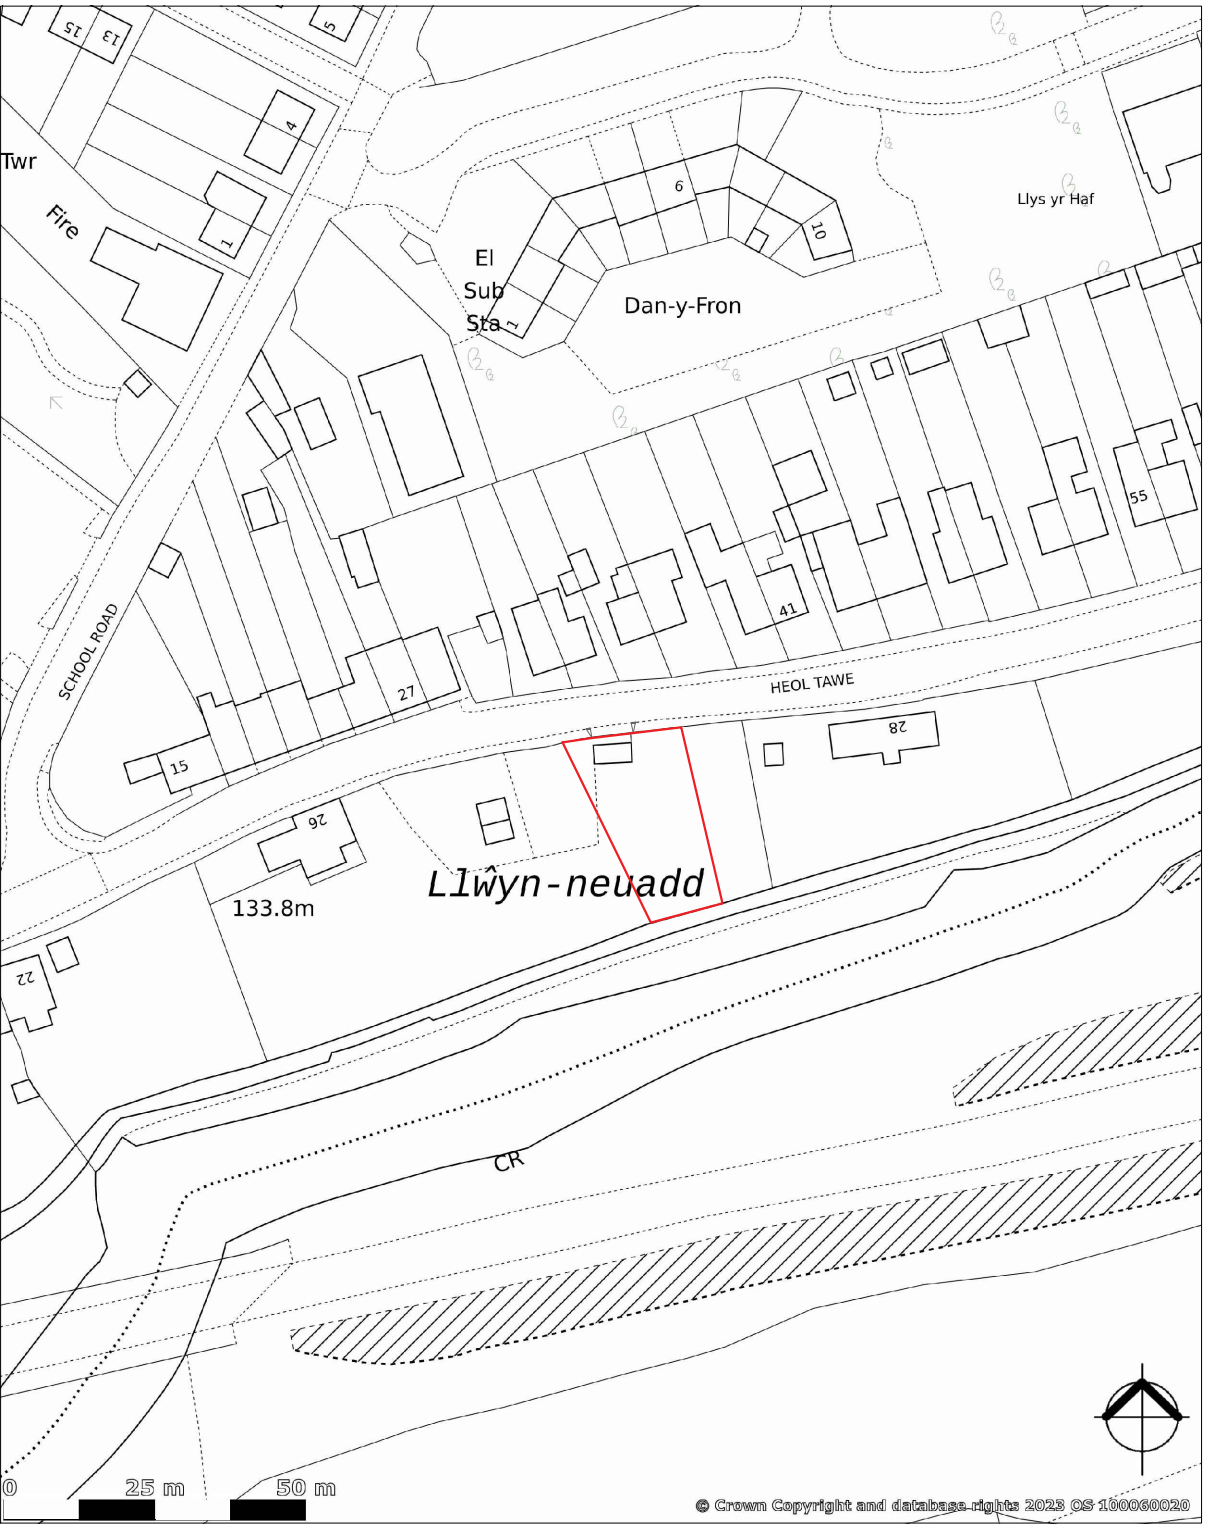 15
13
5
4
Twr
Fire
1
6
10
Llys yr Haf
El
Sub
Sta
1
Dan-y-Fron
55
41
SCHOOL ROAD
27
HEOL TAWE
28
15
26
Llŵyn-neuadd
133.8m
22
CR
0
25 m
50 m
© Crown Copyright and database rights 2023 OS 100060020